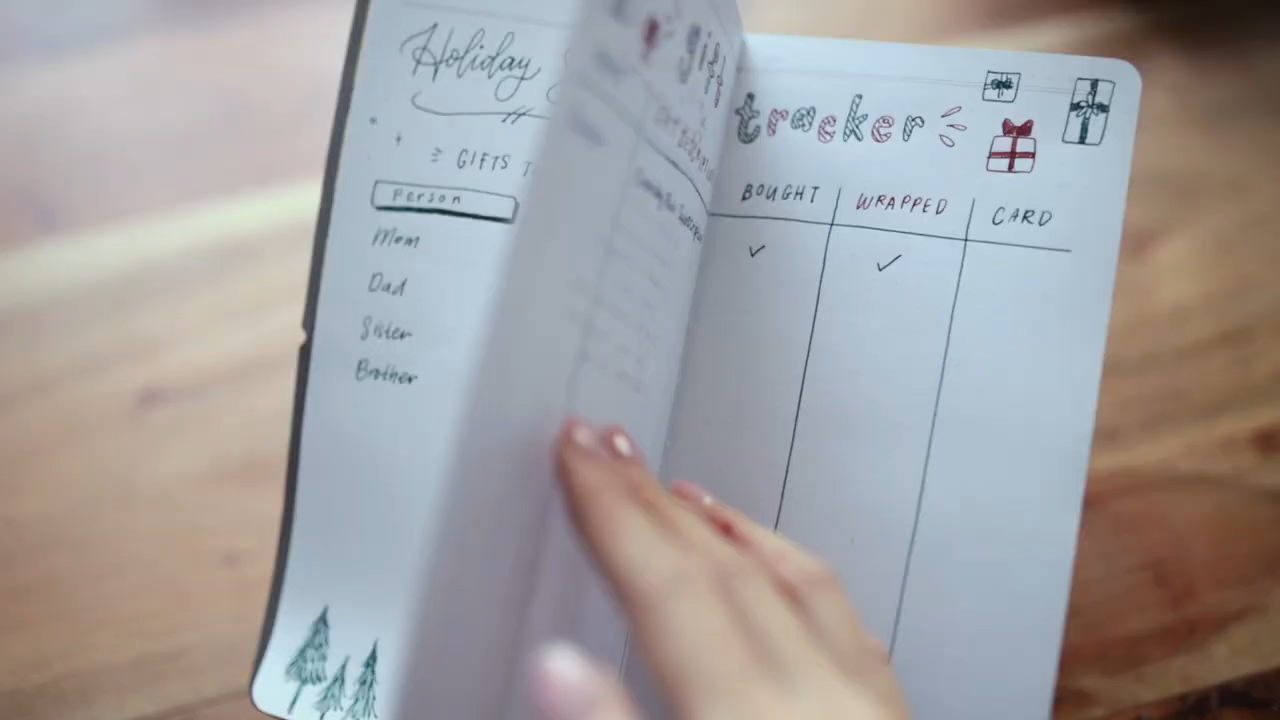 Holiday
GIFTS
Person
Mom
Dad
Sister
Brother
gift
tracker
BOUGHT WRAPPED CARD